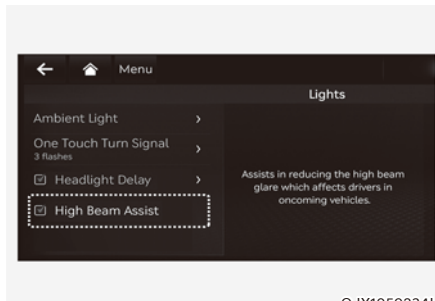 Menu
Lights
Ambient Light
One Touch Turn Signal
3 flashes
Headlight Delay
High Beam Assist
Assists in reducing the high beam
glare which affects drivers in
oncoming vehicles.